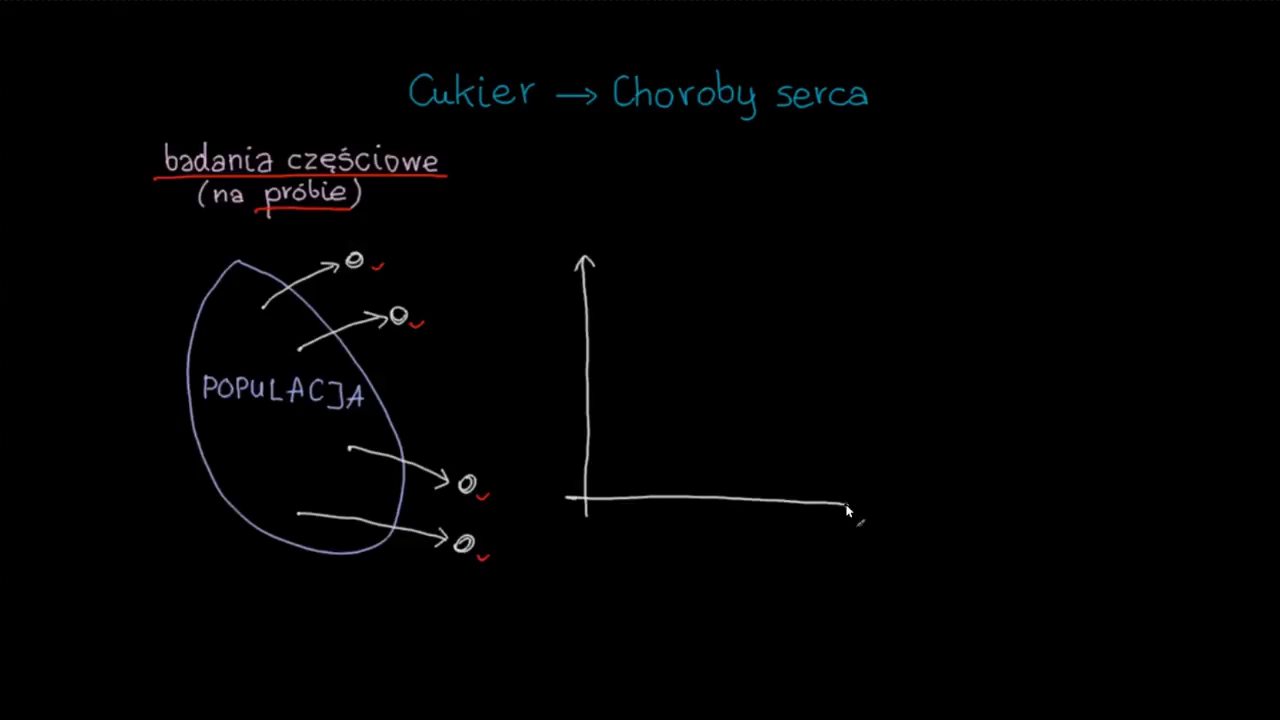 Cukier → Choroby serca
badania częściowe
(na próbie)
POPULACJA